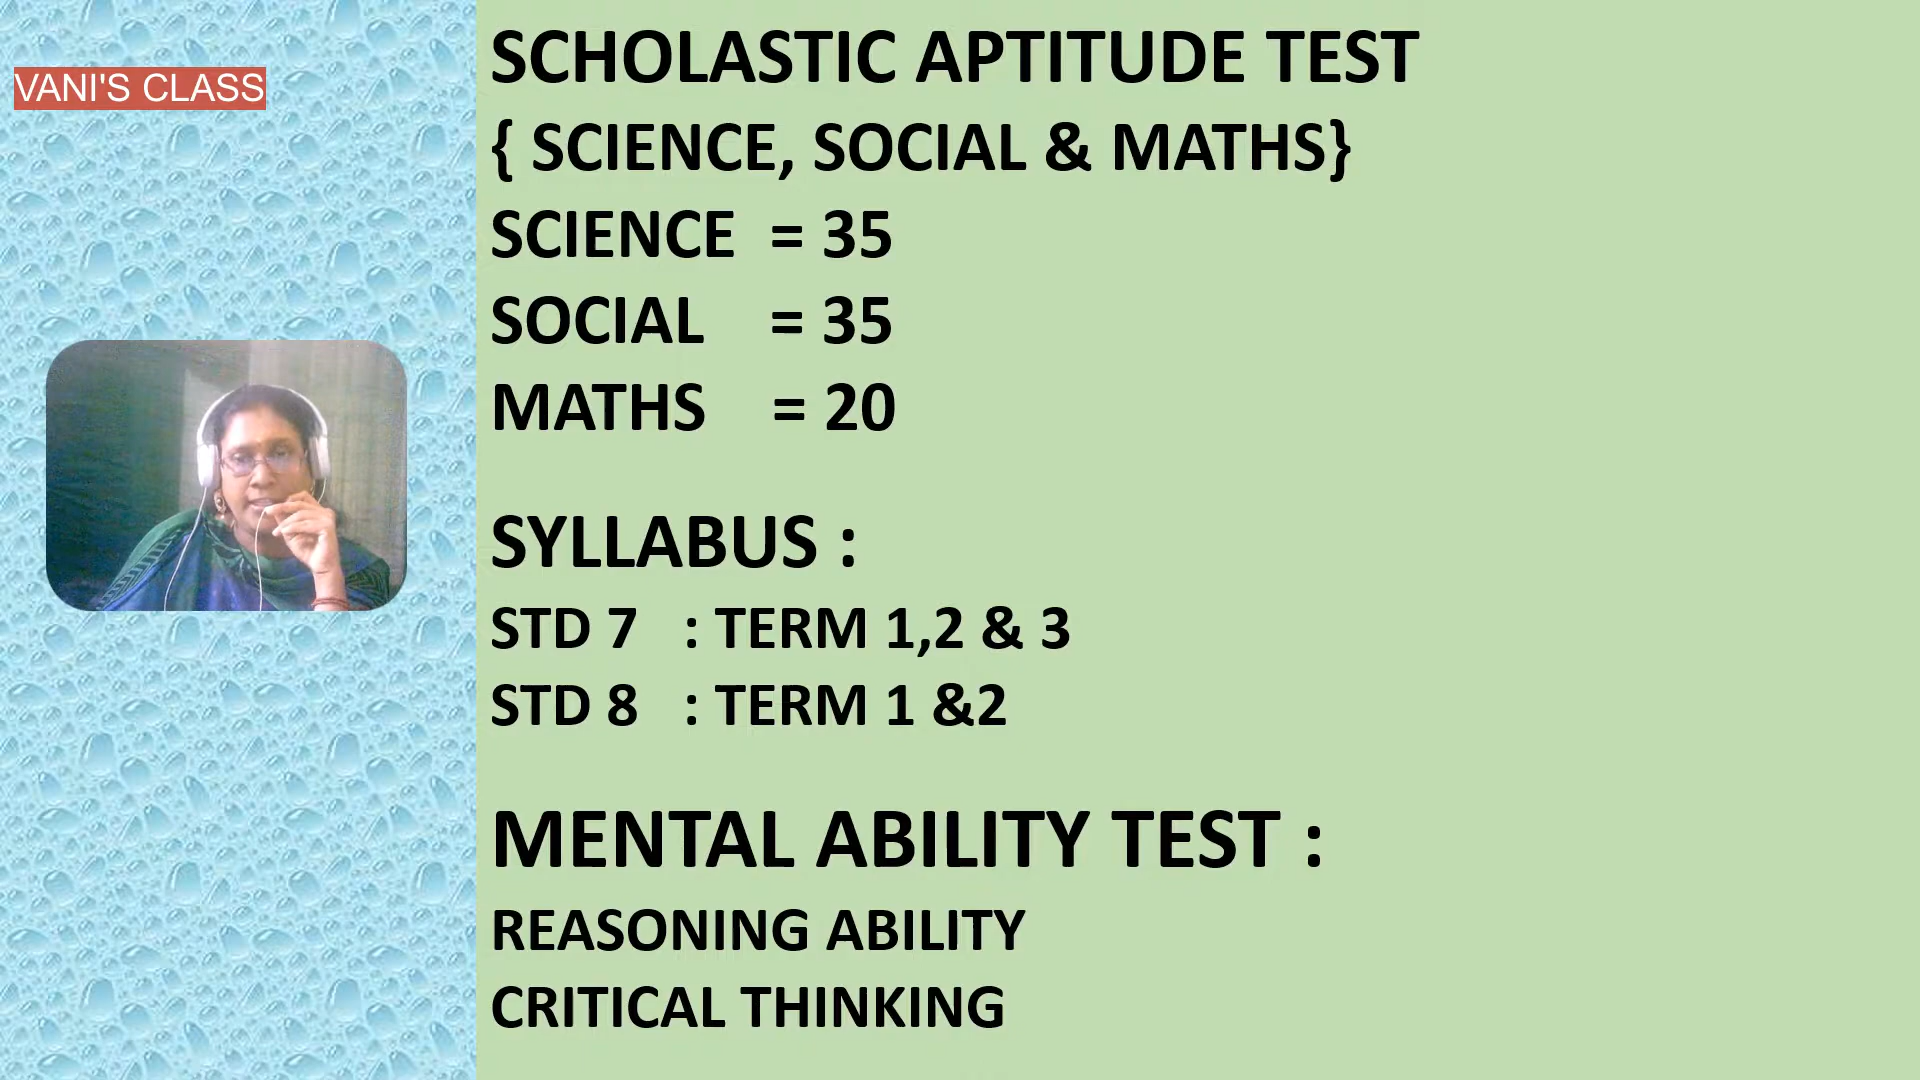 VANI'S CLASS
SCHOLASTIC APTITUDE TEST
{ SCIENCE, SOCIAL & MATHS}
SCIENCE = 35
SOCIAL = 35
MATHS = 20
SYLLABUS :
STD 7 : TERM 1,2 & 3
STD 8 : TERM 1 &2
MENTAL ABILITY TEST :
REASONING ABILITY
CRITICAL THINKING